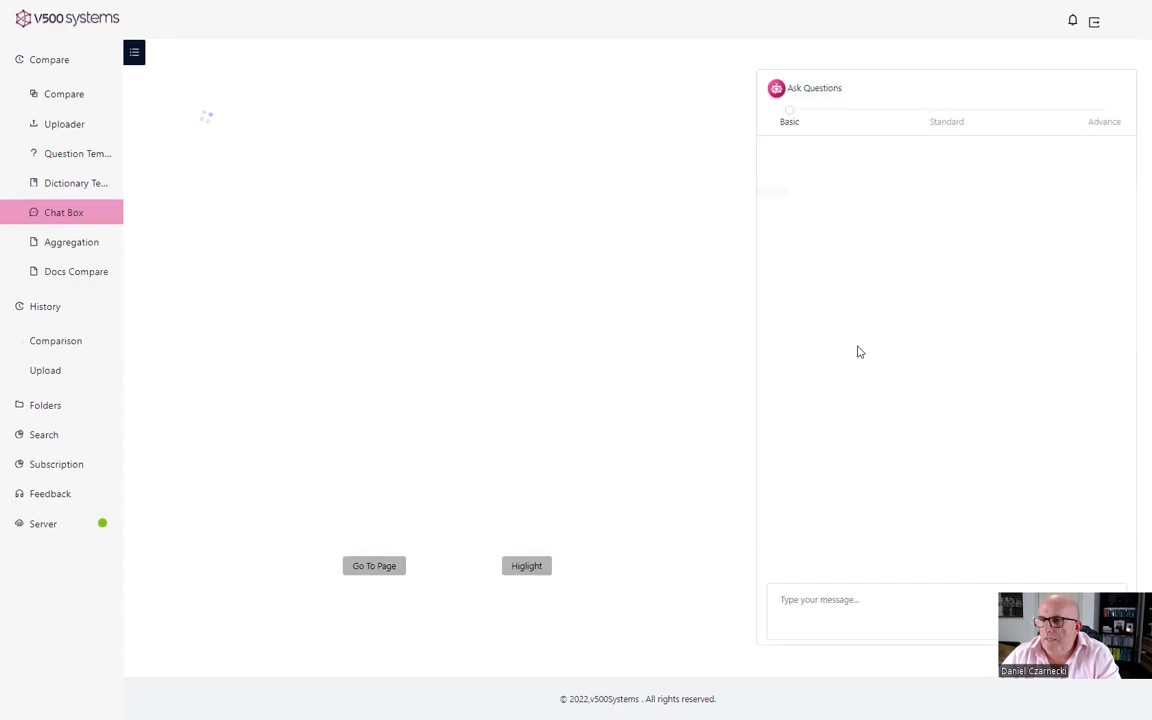 v500 systems
Compare
Compare
Uploader
Question Tem...
Dictionary Te...
Chat Box
Aggregation
Docs Compare
History
Comparison
Upload
Folders
Search
Subscription
Feedback
Server
Ask Questions
Basic
Standard
Advance
Go To Page
Higlight
Type your message...
Daniel Czarnecki
© 2022,v500Systems . All rights reserved.